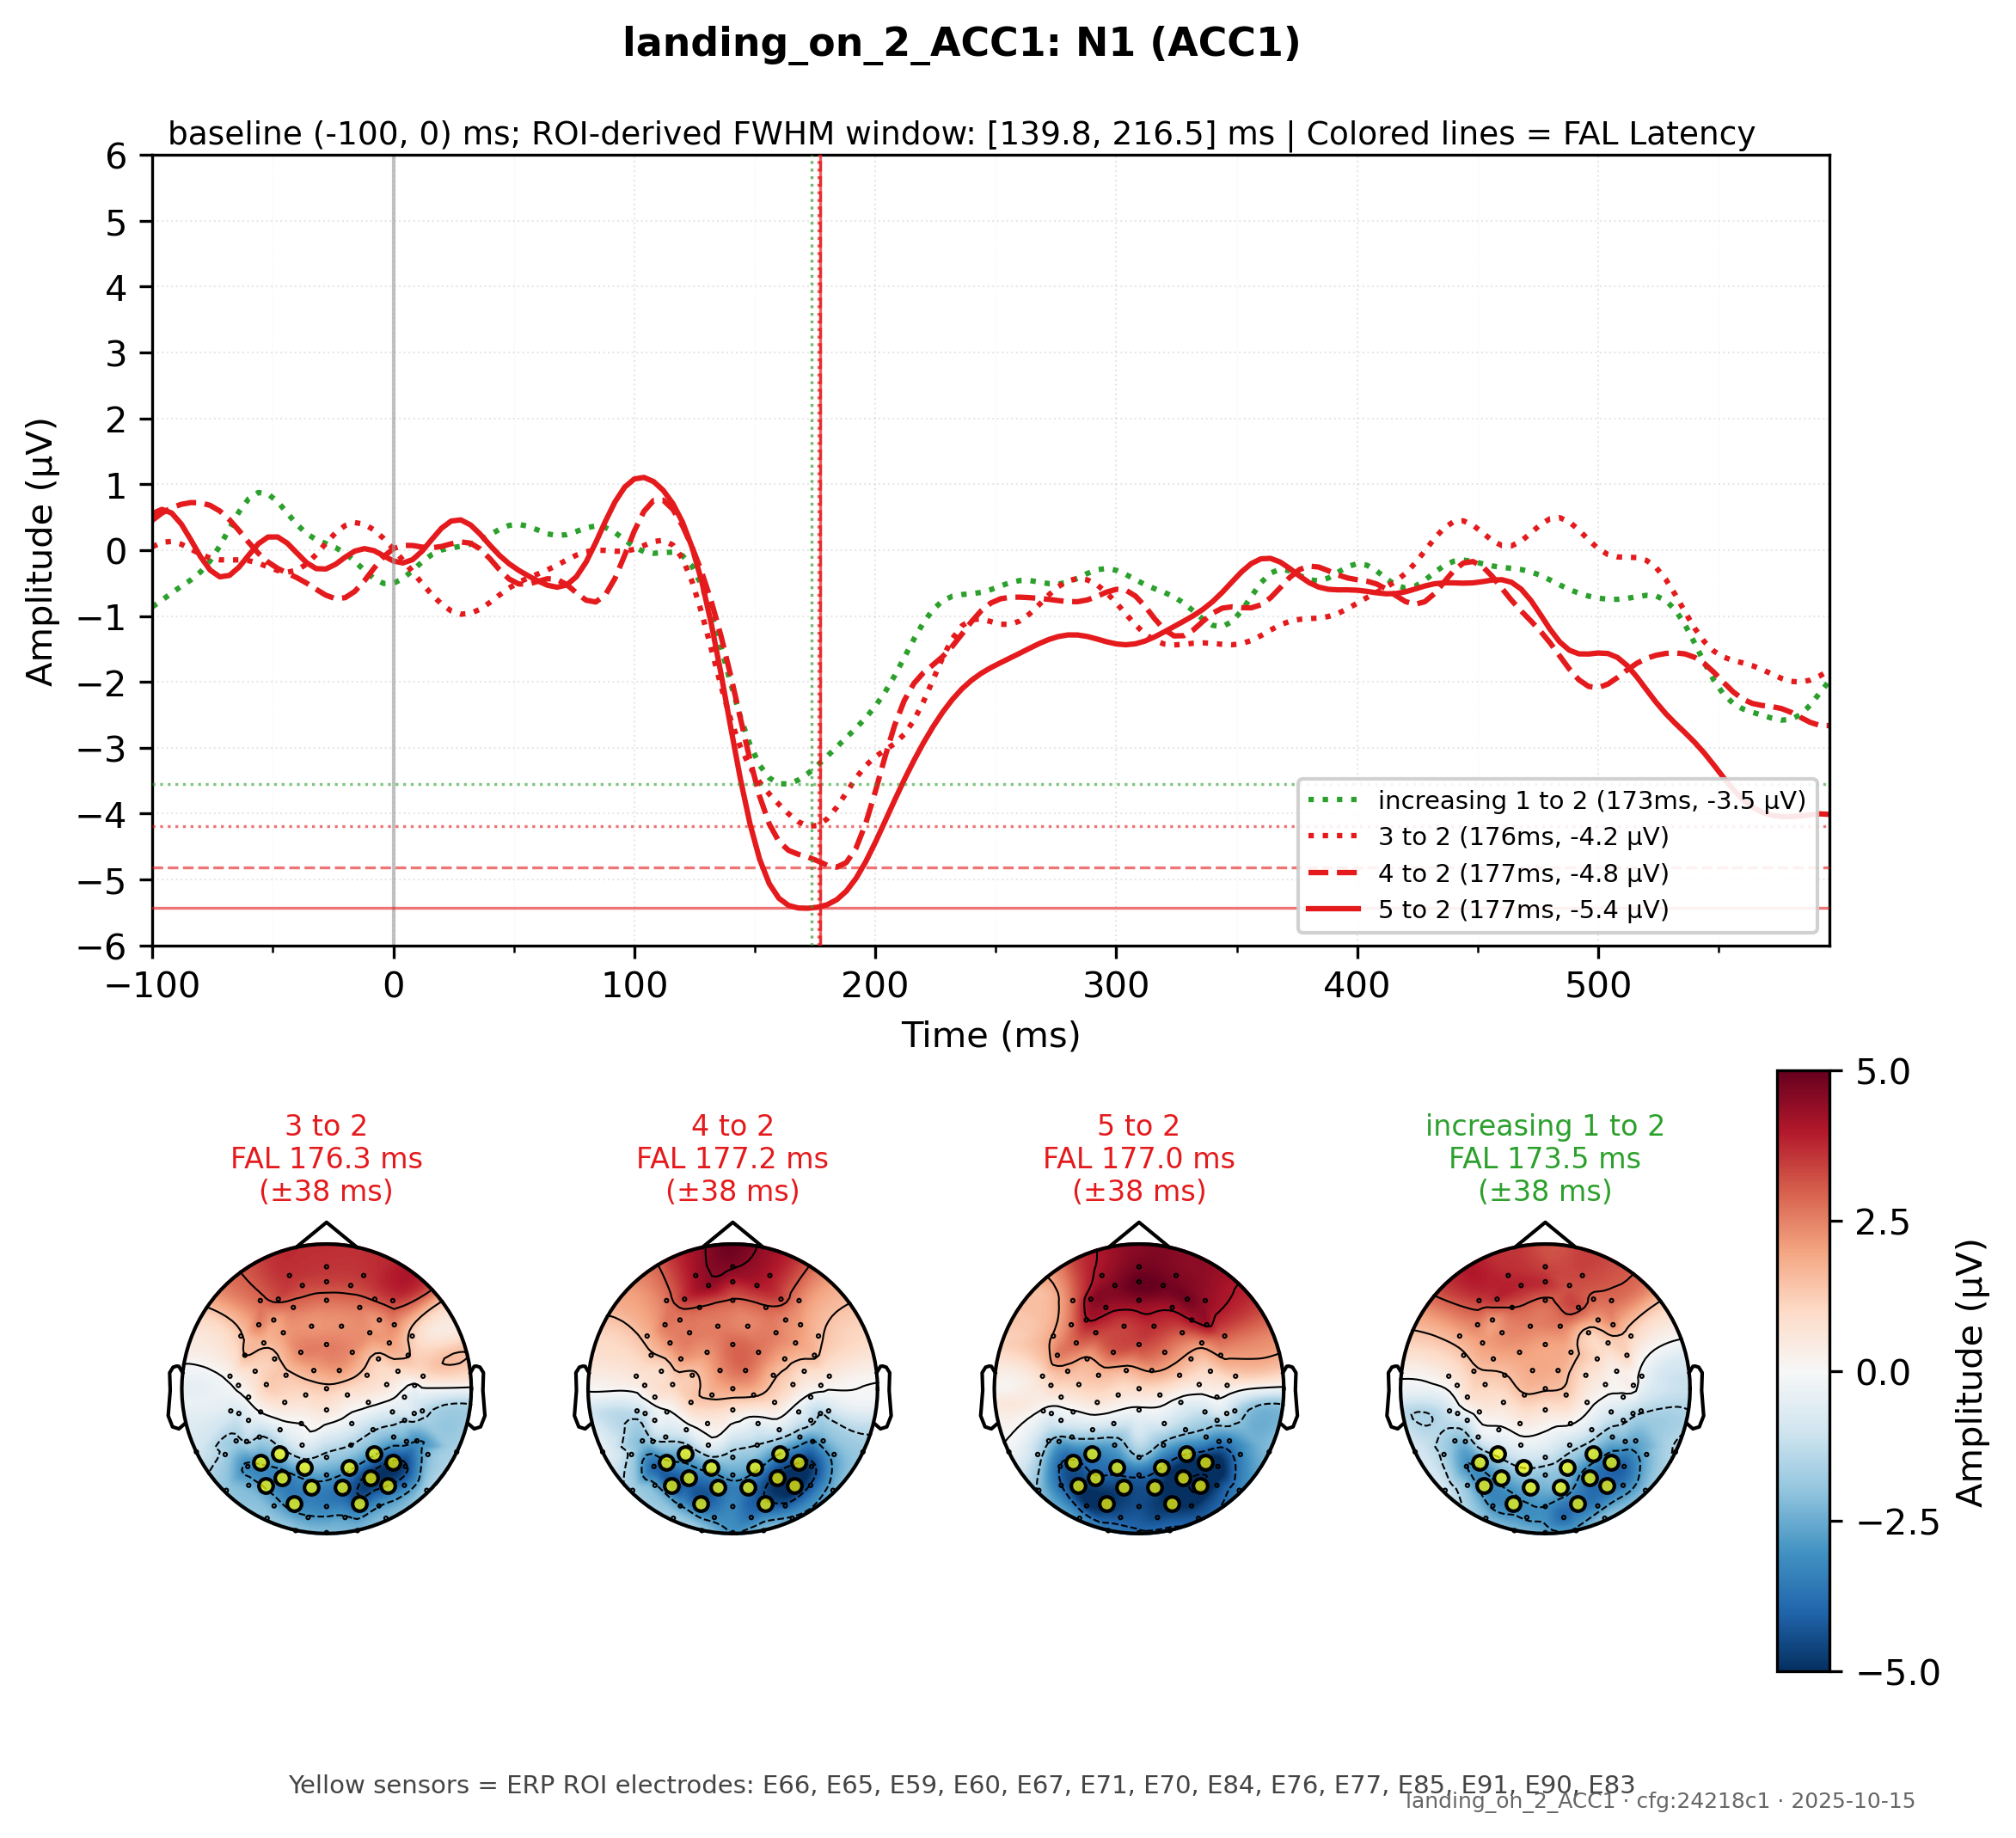 landing_on_2_ACC1: N1 (ACC1)
baseline (-100, 0) ms; ROI-derived FWHM window: [139.8, 216.5] ms | Colored lines = FAL Latency
6
5
4
3
2
1
0
−1
−2
−3
−4
−5
−6
Amplitude (µV)
−100
0
100
200
300
400
500
Time (ms)
increasing 1 to 2 (173ms, -3.5 µV)
3 to 2 (176ms, -4.2 µV)
4 to 2 (177ms, -4.8 µV)
5 to 2 (177ms, -5.4 µV)
3 to 2
FAL 176.3 ms
(±38 ms)
4 to 2
FAL 177.2 ms
(±38 ms)
5 to 2
FAL 177.0 ms
(±38 ms)
increasing 1 to 2
FAL 173.5 ms
(±38 ms)
5.0
2.5
0.0
−2.5
−5.0
Amplitude (µV)
Yellow sensors = ERP ROI electrodes: E66, E65, E59, E60, E67, E71, E70, E84, E76, E77, E85, E91, E90, E83
landing_on_2_ACC1 · cfg:24218c1 · 2025-10-15